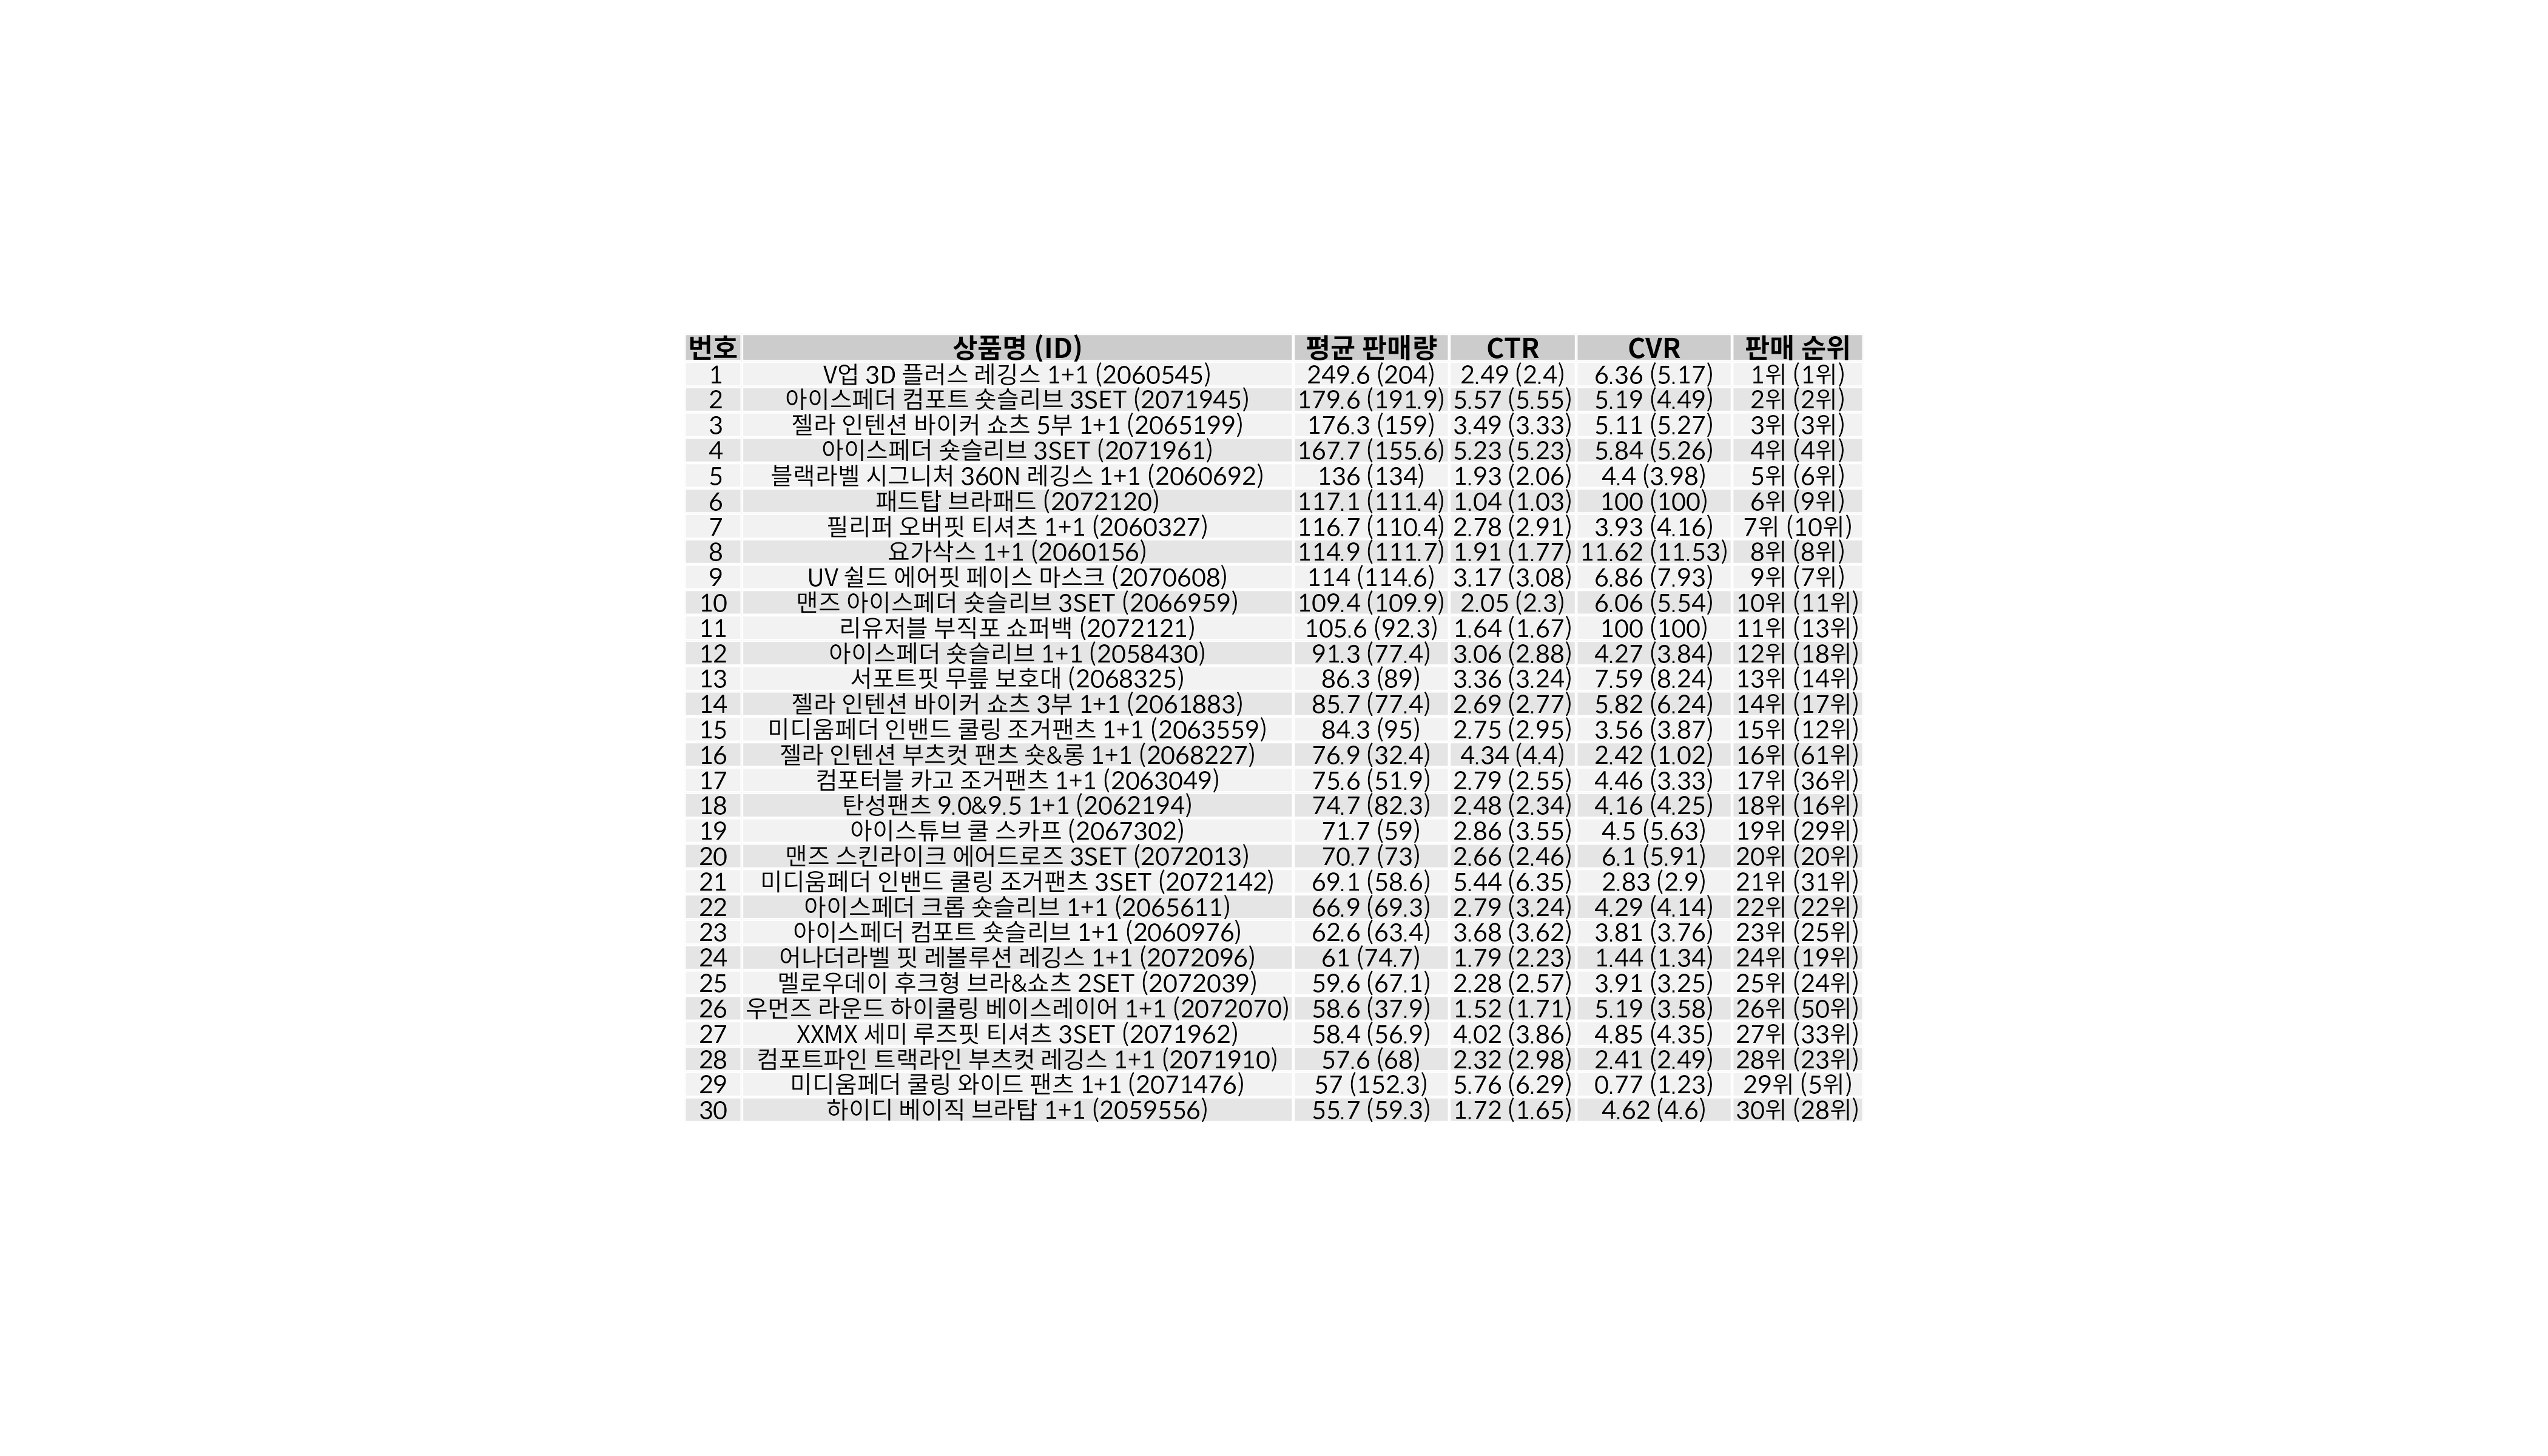 번호 상품명 (ID) 평균 판매량 CTR CVR 판매 순위
1 V업 3D 플러스 레깅스 1+1 (2060545) 249.6 (204) 2.49 (2.4) 6.36 (5.17) 1위 (1위)
2 아이스페더 컴포트 숏슬리브 3SET (2071945) 179.6 (191.9) 5.57 (5.55) 5.19 (4.49) 2위 (2위)
3 젤라 인텐션 바이커 쇼츠 5부 1+1 (2065199) 176.3 (159) 3.49 (3.33) 5.11 (5.27) 3위 (3위)
4 아이스페더 숏슬리브 3SET (2071961) 167.7 (155.6) 5.23 (5.23) 5.84 (5.26) 4위 (4위)
5 블랙라벨 시그니처 360N 레깅스 1+1 (2060692) 136 (134) 1.93 (2.06) 4.4 (3.98) 5위 (6위)
6 패드탑 브라패드 (2072120) 117.1 (111.4) 1.04 (1.03) 100 (100) 6위 (9위)
7 필리퍼 오버핏 티셔츠 1+1 (2060327) 116.7 (110.4) 2.78 (2.91) 3.93 (4.16) 7위 (10위)
8 요가삭스 1+1 (2060156) 114.9 (111.7) 1.91 (1.77) 11.62 (11.53) 8위 (8위)
9 UV 쉴드 에어핏 페이스 마스크 (2070608) 114 (114.6) 3.17 (3.08) 6.86 (7.93) 9위 (7위)
10 맨즈 아이스페더 숏슬리브 3SET (2066959) 109.4 (109.9) 2.05 (2.3) 6.06 (5.54) 10위 (11위)
11 리유저블 부직포 쇼퍼백 (2072121) 105.6 (92.3) 1.64 (1.67) 100 (100) 11위 (13위)
12 아이스페더 숏슬리브 1+1 (2058430) 91.3 (77.4) 3.06 (2.88) 4.27 (3.84) 12위 (18위)
13 서포트핏 무릎 보호대 (2068325) 86.3 (89) 3.36 (3.24) 7.59 (8.24) 13위 (14위)
14 젤라 인텐션 바이커 쇼츠 3부 1+1 (2061883) 85.7 (77.4) 2.69 (2.77) 5.82 (6.24) 14위 (17위)
15 미디움페더 인밴드 쿨링 조거팬츠 1+1 (2063559) 84.3 (95) 2.75 (2.95) 3.56 (3.87) 15위 (12위)
16 젤라 인텐션 부츠컷 팬츠 숏&롱 1+1 (2068227) 76.9 (32.4) 4.34 (4.4) 2.42 (1.02) 16위 (61위)
17 컴포터블 카고 조거팬츠 1+1 (2063049) 75.6 (51.9) 2.79 (2.55) 4.46 (3.33) 17위 (36위)
18 탄성팬츠 9.0&9.5 1+1 (2062194) 74.7 (82.3) 2.48 (2.34) 4.16 (4.25) 18위 (16위)
19 아이스튜브 쿨 스카프 (2067302) 71.7 (59) 2.86 (3.55) 4.5 (5.63) 19위 (29위)
20 맨즈 스킨라이크 에어드로즈 3SET (2072013) 70.7 (73) 2.66 (2.46) 6.1 (5.91) 20위 (20위)
21 미디움페더 인밴드 쿨링 조거팬츠 3SET (2072142) 69.1 (58.6) 5.44 (6.35) 2.83 (2.9) 21위 (31위)
22 아이스페더 크롭 숏슬리브 1+1 (2065611) 66.9 (69.3) 2.79 (3.24) 4.29 (4.14) 22위 (22위)
23 아이스페더 컴포트 숏슬리브 1+1 (2060976) 62.6 (63.4) 3.68 (3.62) 3.81 (3.76) 23위 (25위)
24 어나더라벨 핏 레볼루션 레깅스 1+1 (2072096) 61 (74.7) 1.79 (2.23) 1.44 (1.34) 24위 (19위)
25 멜로우데이 후크형 브라&쇼츠 2SET (2072039) 59.6 (67.1) 2.28 (2.57) 3.91 (3.25) 25위 (24위)
26 우먼즈 라운드 하이쿨링 베이스레이어 1+1 (2072070) 58.6 (37.9) 1.52 (1.71) 5.19 (3.58) 26위 (50위)
27 XXMX 세미 루즈핏 티셔츠 3SET (2071962) 58.4 (56.9) 4.02 (3.86) 4.85 (4.35) 27위 (33위)
28 컴포트파인 트랙라인 부츠컷 레깅스 1+1 (2071910) 57.6 (68) 2.32 (2.98) 2.41 (2.49) 28위 (23위)
29 미디움페더 쿨링 와이드 팬츠 1+1 (2071476) 57 (152.3) 5.76 (6.29) 0.77 (1.23) 29위 (5위)
30 하이디 베이직 브라탑 1+1 (2059556) 55.7 (59.3) 1.72 (1.65) 4.62 (4.6) 30위 (28위)